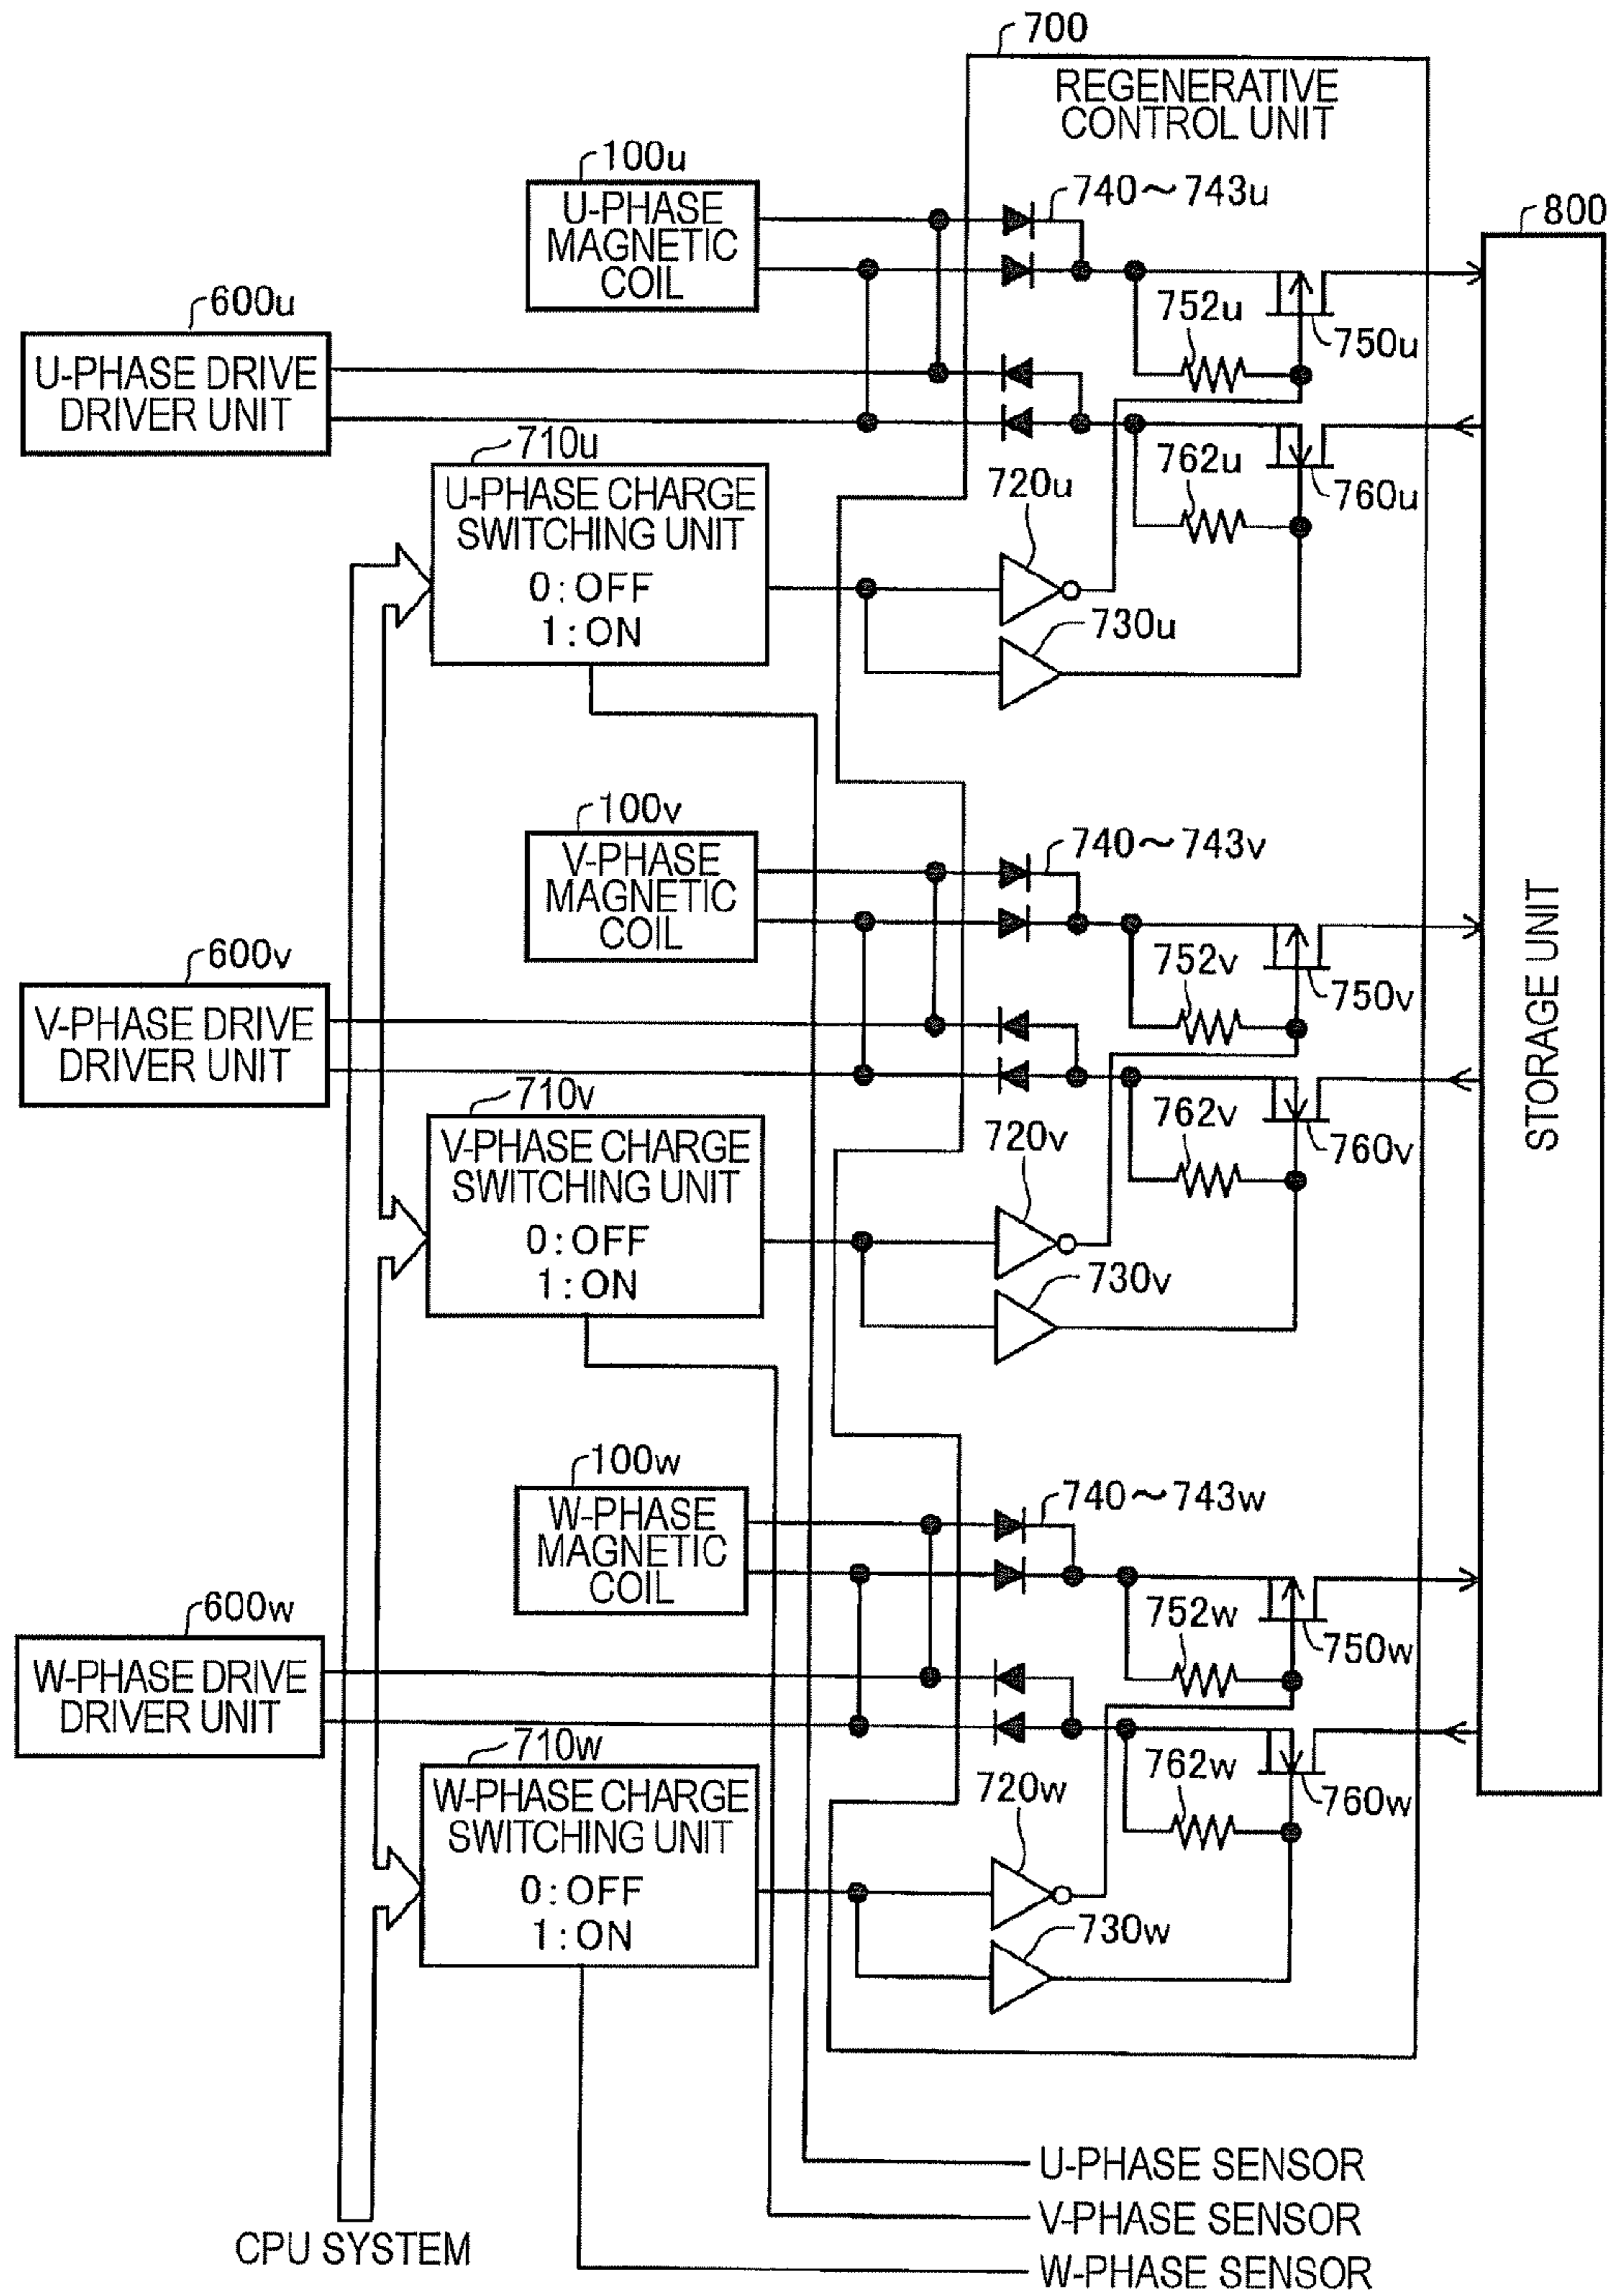 700
REGENERATIVE
CONTROL UNIT
100u
U-PHASE
MAGNETIC
COIL
740～743u
800
600u
U-PHASE DRIVE
DRIVER UNIT
752u
750u
710u
U-PHASE CHARGE
SWITCHING UNIT
0:OFF
1:ON
720u
762u
760u
730u
100v
V-PHASE
MAGNETIC
COIL
740～743v
STORAGE UNIT
600v
V-PHASE DRIVE
DRIVER UNIT
752v
750v
710v
V-PHASE CHARGE
SWITCHING UNIT
0:OFF
1:ON
720v
762v
760v
730v
100w
W-PHASE
MAGNETIC
COIL
740～743w
600w
W-PHASE DRIVE
DRIVER UNIT
752w
750w
710w
W-PHASE CHARGE
SWITCHING UNIT
0:OFF
1:ON
720w
762w
760w
730w
U-PHASE SENSOR
V-PHASE SENSOR
W-PHASE SENSOR
CPU SYSTEM